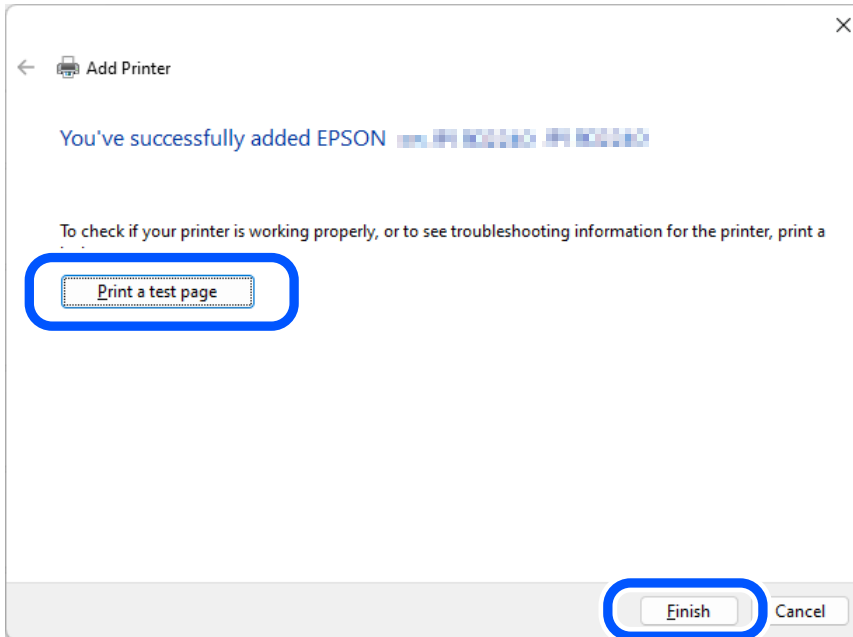 Add Printer
You've successfully added EPSON
To check if your printer is working properly, or to see troubleshooting information for the printer, print a
Print a test page
Finish
Cancel